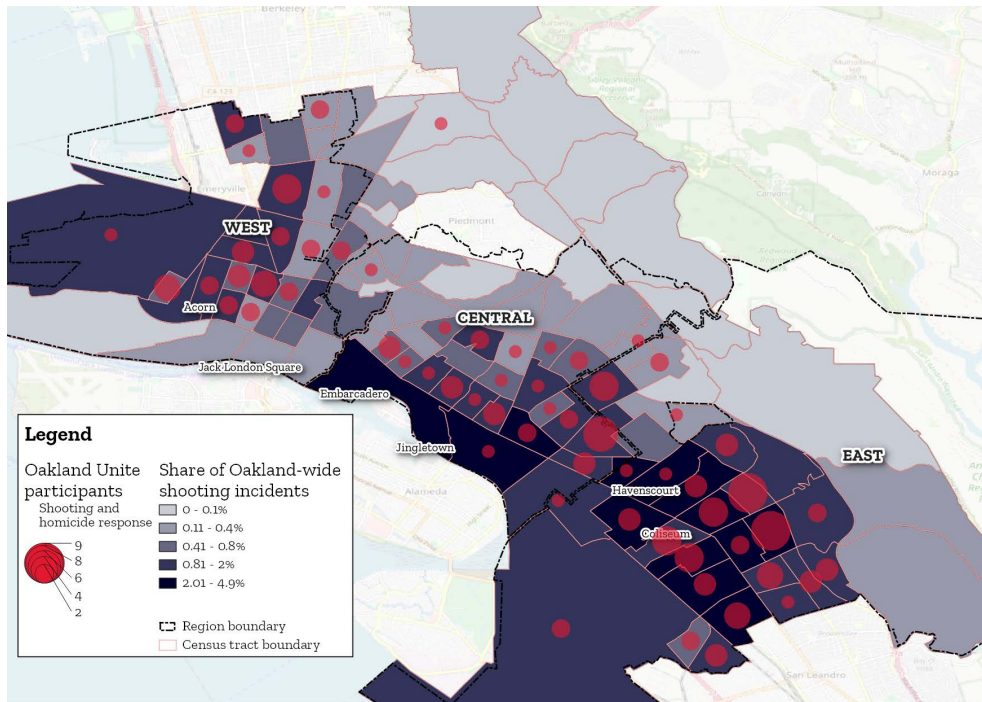 Berkeley
CA 123
Emeryville
Piedmont
Moraga
WEST
Acorn
CENTRAL
Jack London Square
Embarcadero
Jingletown
Alameda
EAST
Havenscourt
Coliseum
San Leandro
Legend
Oakland Unite
participants
Shooting and
homicide response
9
8
6
4
2
Share of Oakland-wide
shooting incidents
0 - 0.1%
0.11 - 0.4%
0.41 - 0.8%
0.81 - 2%
2.01 - 4.9%
Region boundary
Census tract boundary